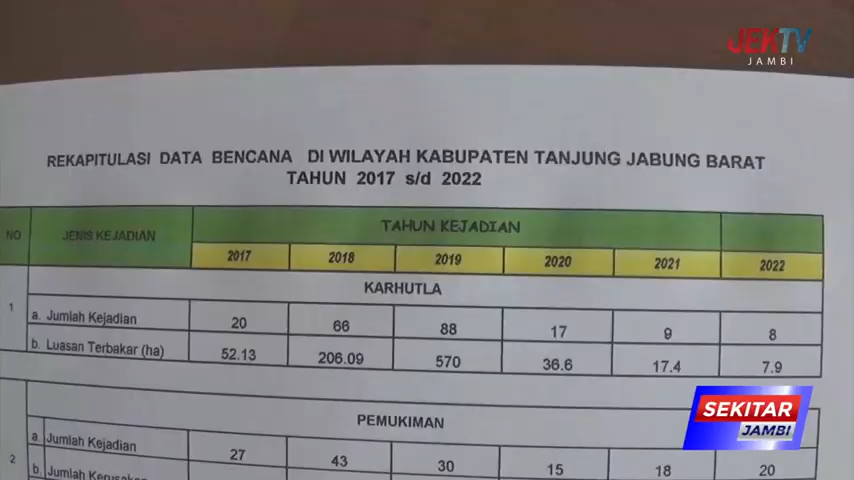 JEKTV
JAMBI
REKAPITULASI DATA BENCANA DI WILAYAH KABUPATEN TANJUNG JABUNG BARAT
TAHUN 2017 s/d 2022
NO JENIS KEJADIAN TAHUN KEJADIAN
2017 2018 2019 2020 2021 2022
KARHUTLA
1
a. Jumlah Kejadian 20 66 88 17 9 8
b. Luasan Terbakar (ha) 52.13 206.09 570 36.6 17.4 7.9
PEMUKIMAN
2
a. Jumlah Kejadian 27 43 30 15 18 20
b. Jumlah Kerusakan
SEKITAR
JAMBI